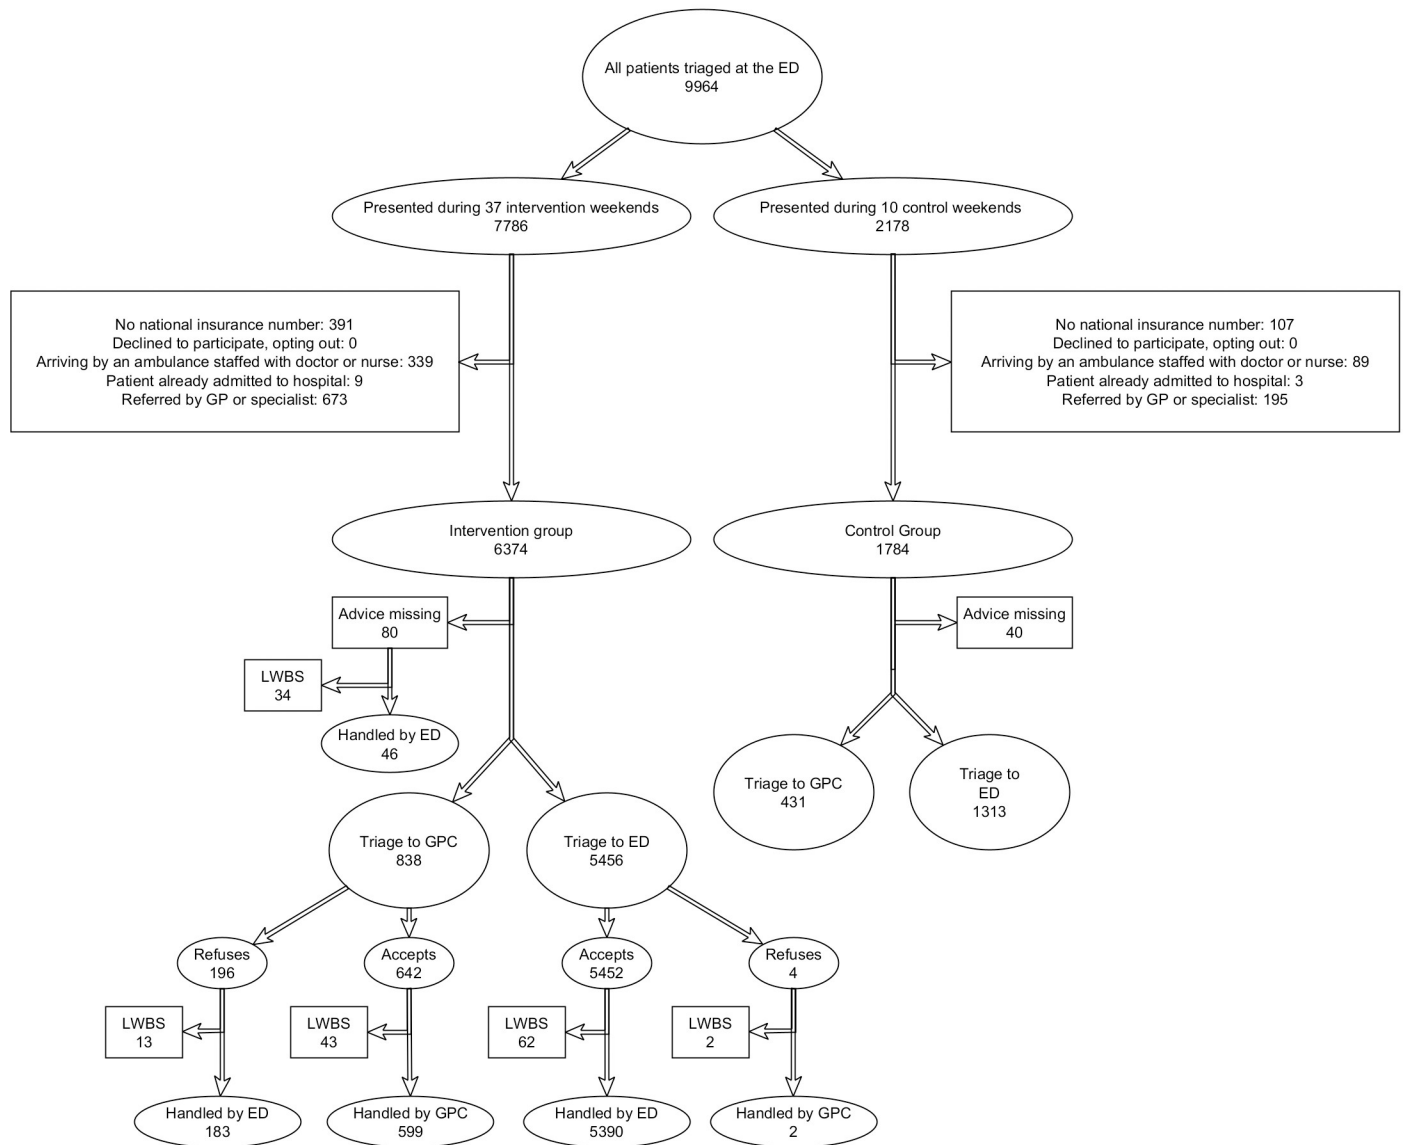 All patients triaged at the ED
9964
Presented during 37 intervention weekends
7786
Presented during 10 control weekends
2178
No national insurance number: 391
Declined to participate, opting out: 0
Arriving by an ambulance staffed with doctor or nurse: 339
Patient already admitted to hospital: 9
Referred by GP or specialist: 673
No national insurance number: 107
Declined to participate, opting out: 0
Arriving by an ambulance staffed with doctor or nurse: 89
Patient already admitted to hospital: 3
Referred by GP or specialist: 195
Intervention group
6374
Control Group
1784
Advice missing
80
Advice missing
40
LWBS
34
Handled by ED
46
Triage to GPC
431
Triage to
ED
1313
Triage to GPC
838
Triage to ED
5456
Refuses
196
Accepts
642
Accepts
5452
Refuses
4
LWBS
13
LWBS
43
LWBS
62
LWBS
2
Handled by ED
183
Handled by GPC
599
Handled by ED
5390
Handled by GPC
2